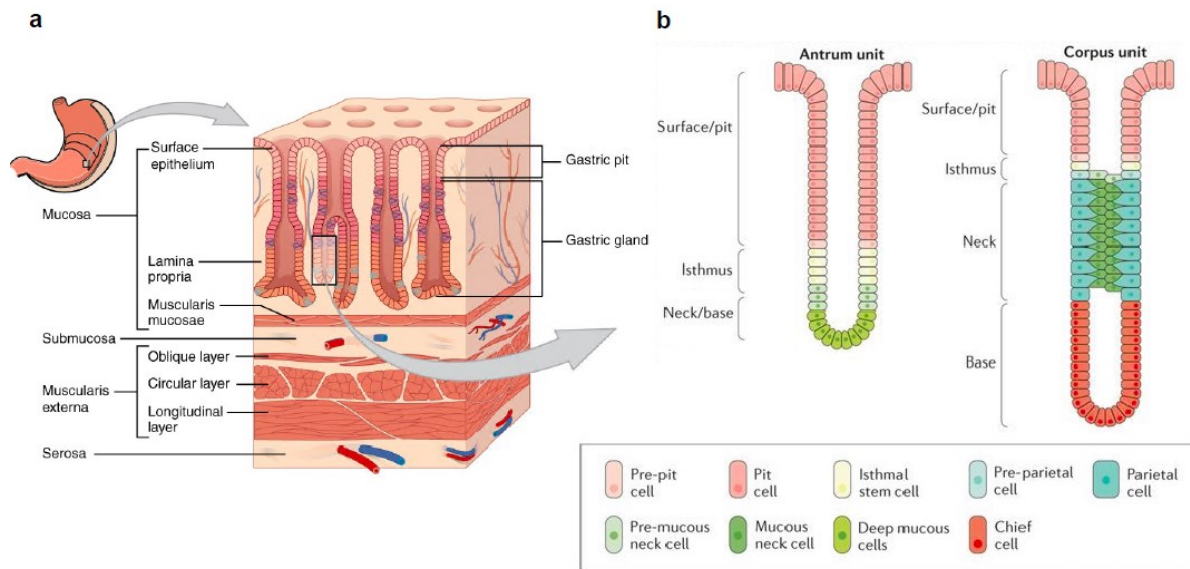 a
Surface
epithelium
Mucosa
Lamina
propria
Muscularis
mucosae
Submucosa
Oblique layer
Muscularis
externa
Circular layer
Longitudinal
layer
Serosa
Gastric pit
Gastric gland
b
Antrum unit
Surface/pit
Isthmus
Neck/base
Corpus unit
Surface/pit
Isthmus
Neck
Base
Pre-pit
cell
Pit
cell
Isthmal
stem cell
Pre-parietal
cell
Parietal
cell
Pre-mucous
neck cell
Mucous
neck cell
Deep mucous
cells
Chief
cell